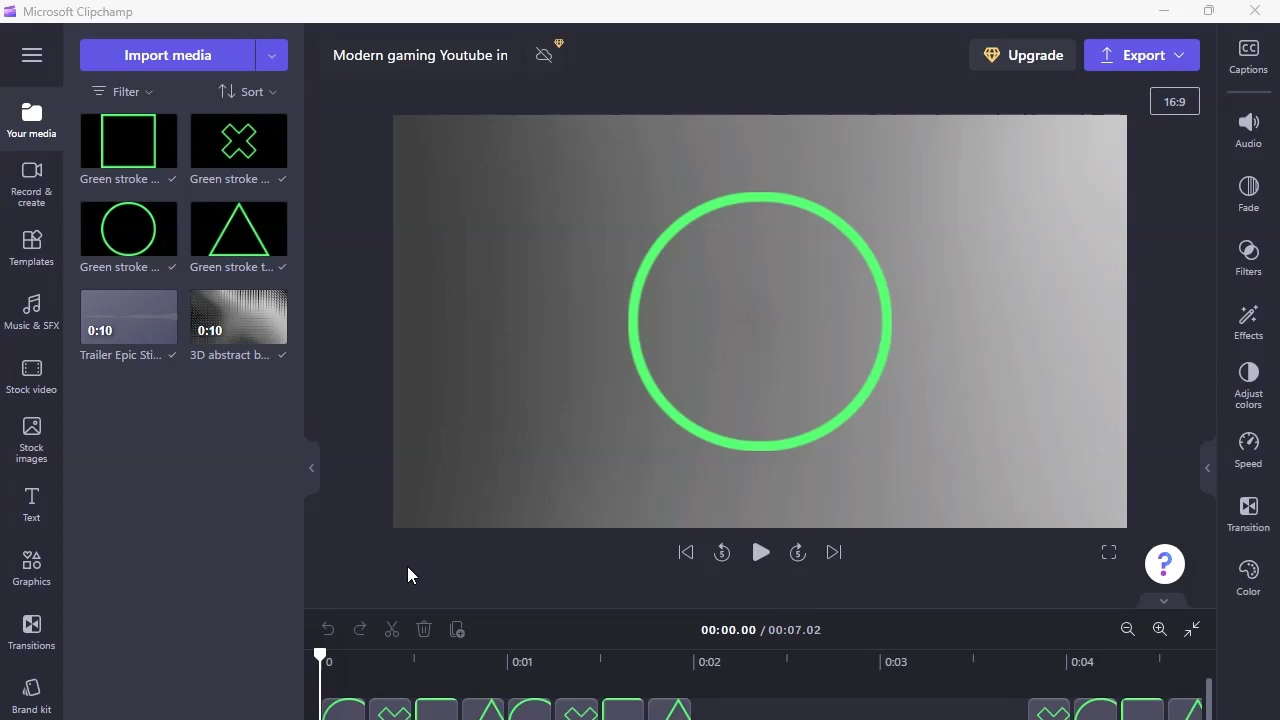 Microsoft Clipchamp
Import media
Modern gaming Youtube in
Upgrade
Export
Captions
Filter
Sort
16:9
Your media
Green stroke ...
Green stroke ...
Audio
Record &
create
Fade
Templates
Green stroke ...
Green stroke t...
Filters
Music & SFX
0:10
0:10
Effects
Trailer Epic Sti...
3D abstract b...
Stock video
Adjust
colors
Stock
images
Speed
Text
Transition
5
5
?
Graphics
Color
Transitions
00:00.00 / 00:07.02
0
0:01
0:02
0:03
0:04
Brand kit